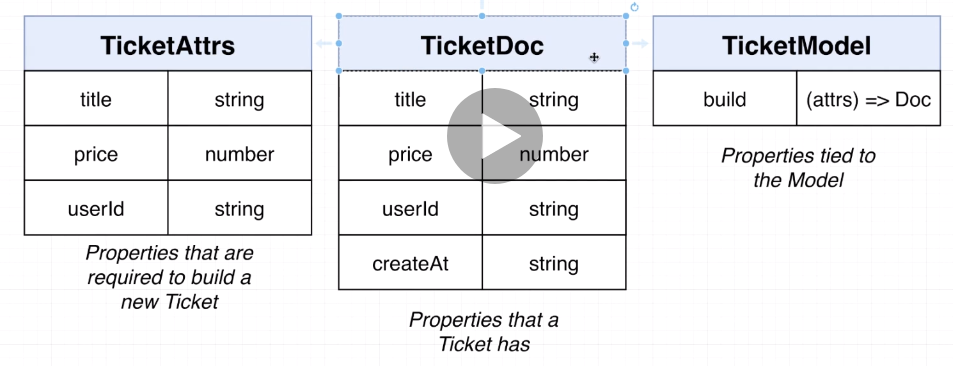 TicketAttrs
title string
price number
userId string
Properties that are
required to build a
new Ticket
TicketDoc
title string
price number
userId string
createAt string
Properties that a
Ticket has
TicketModel
build (attrs) => Doc
Properties tied to
the Model